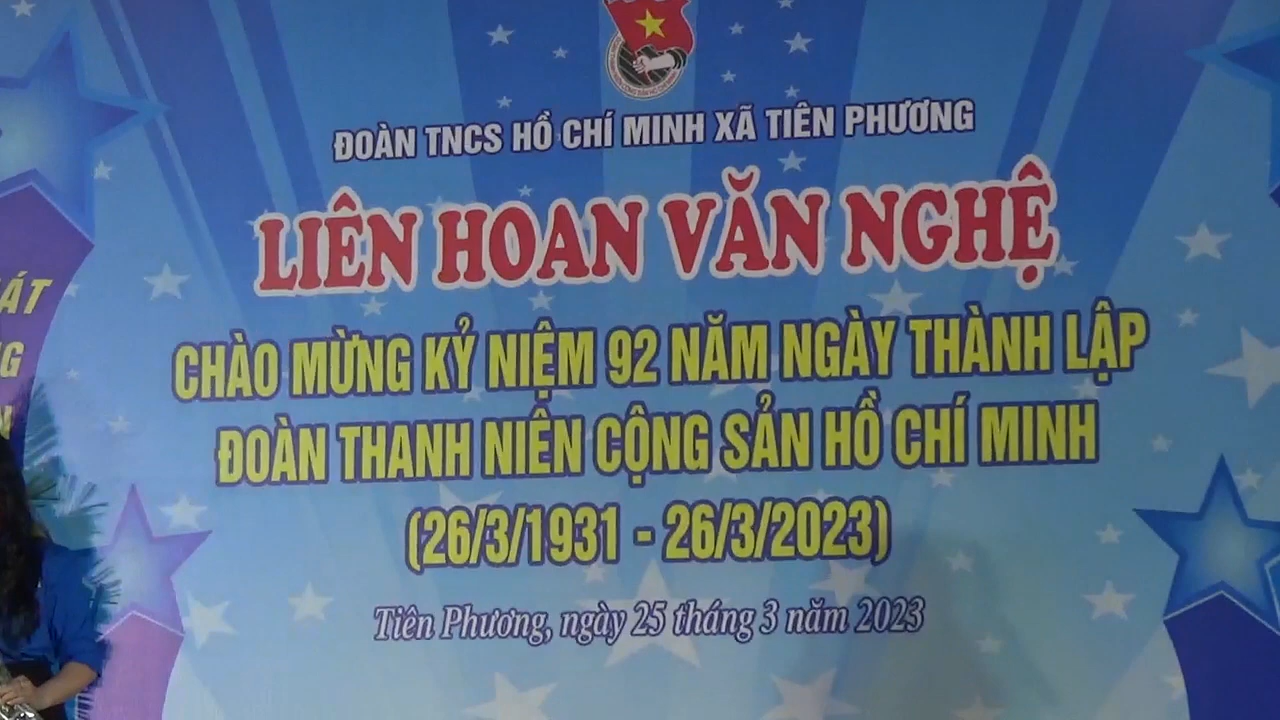 ĐOÀN TNCS HỒ CHÍ MINH XÃ TIÊN PHƯƠNG
LIÊN HOAN VĂN NGHỆ
CHÀO MỪNG KỶ NIỆM 92 NĂM NGÀY THÀNH LẬP
ĐOÀN THANH NIÊN CỘNG SẢN HỒ CHÍ MINH
(26/3/1931 - 26/3/2023)
Tiên Phương, ngày 25 tháng 3 năm 2023